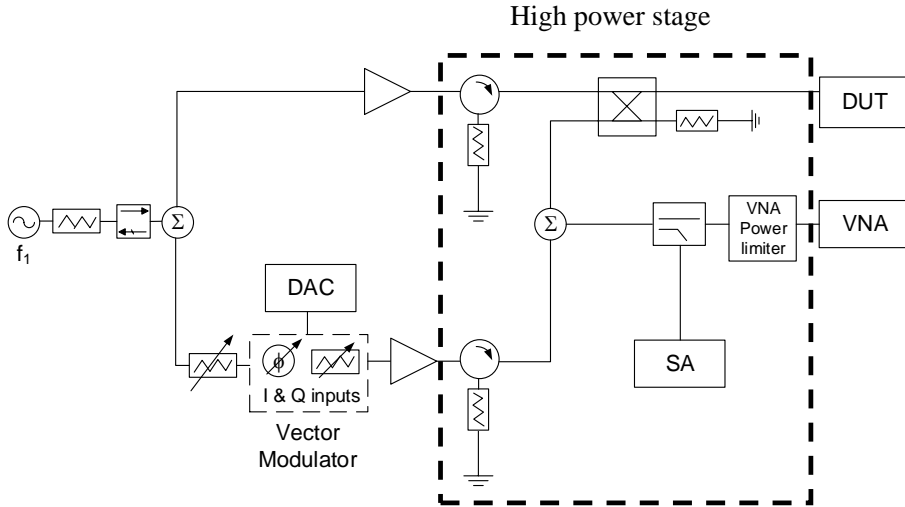 High power stage
DUT
Σ
f1
Σ
VNA
Power
limiter
VNA
DAC
ϕ
I & Q inputs
SA
Vector
Modulator